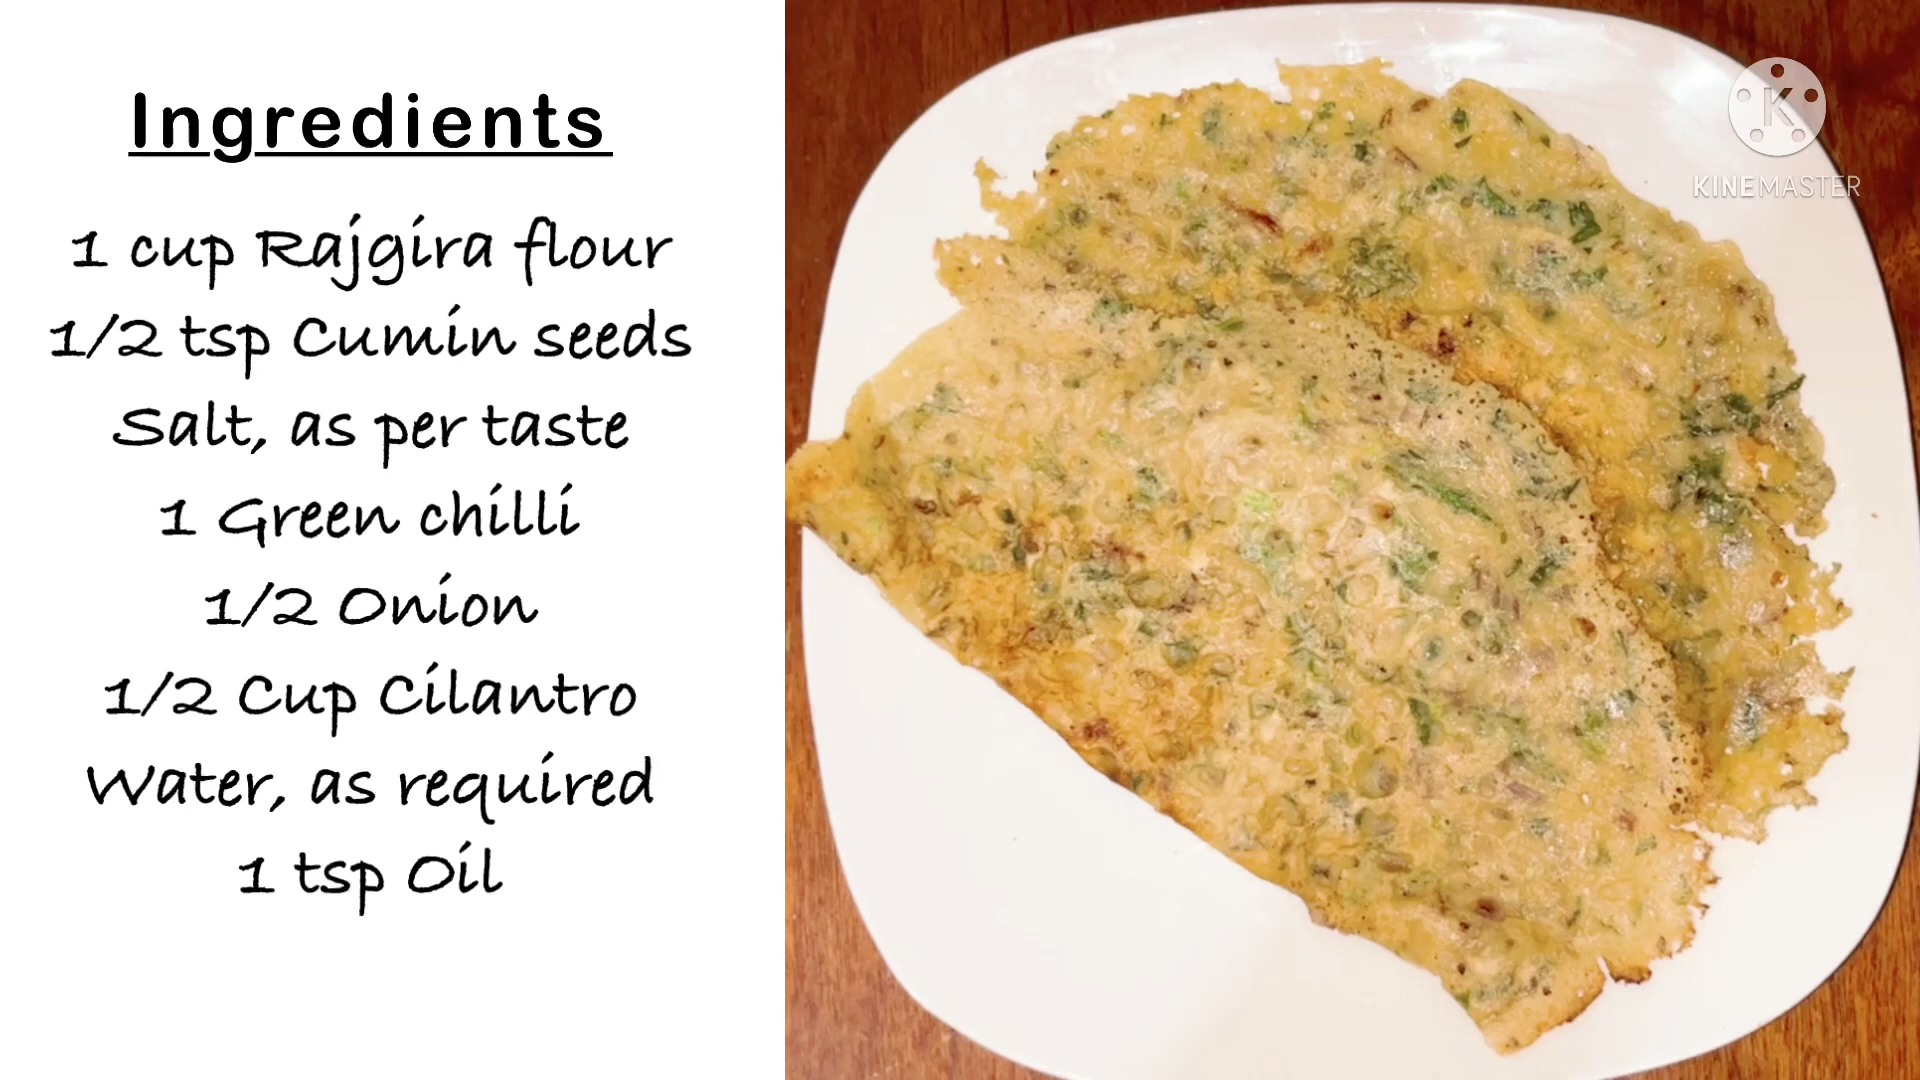 Ingredients
1 cup Rajgira flour
1/2 tsp Cumin seeds
Salt, as per taste
1 Green chilli
1/2 Onion
1/2 Cup Cilantro
Water, as required
1 tsp Oil
K
KINEMASTER